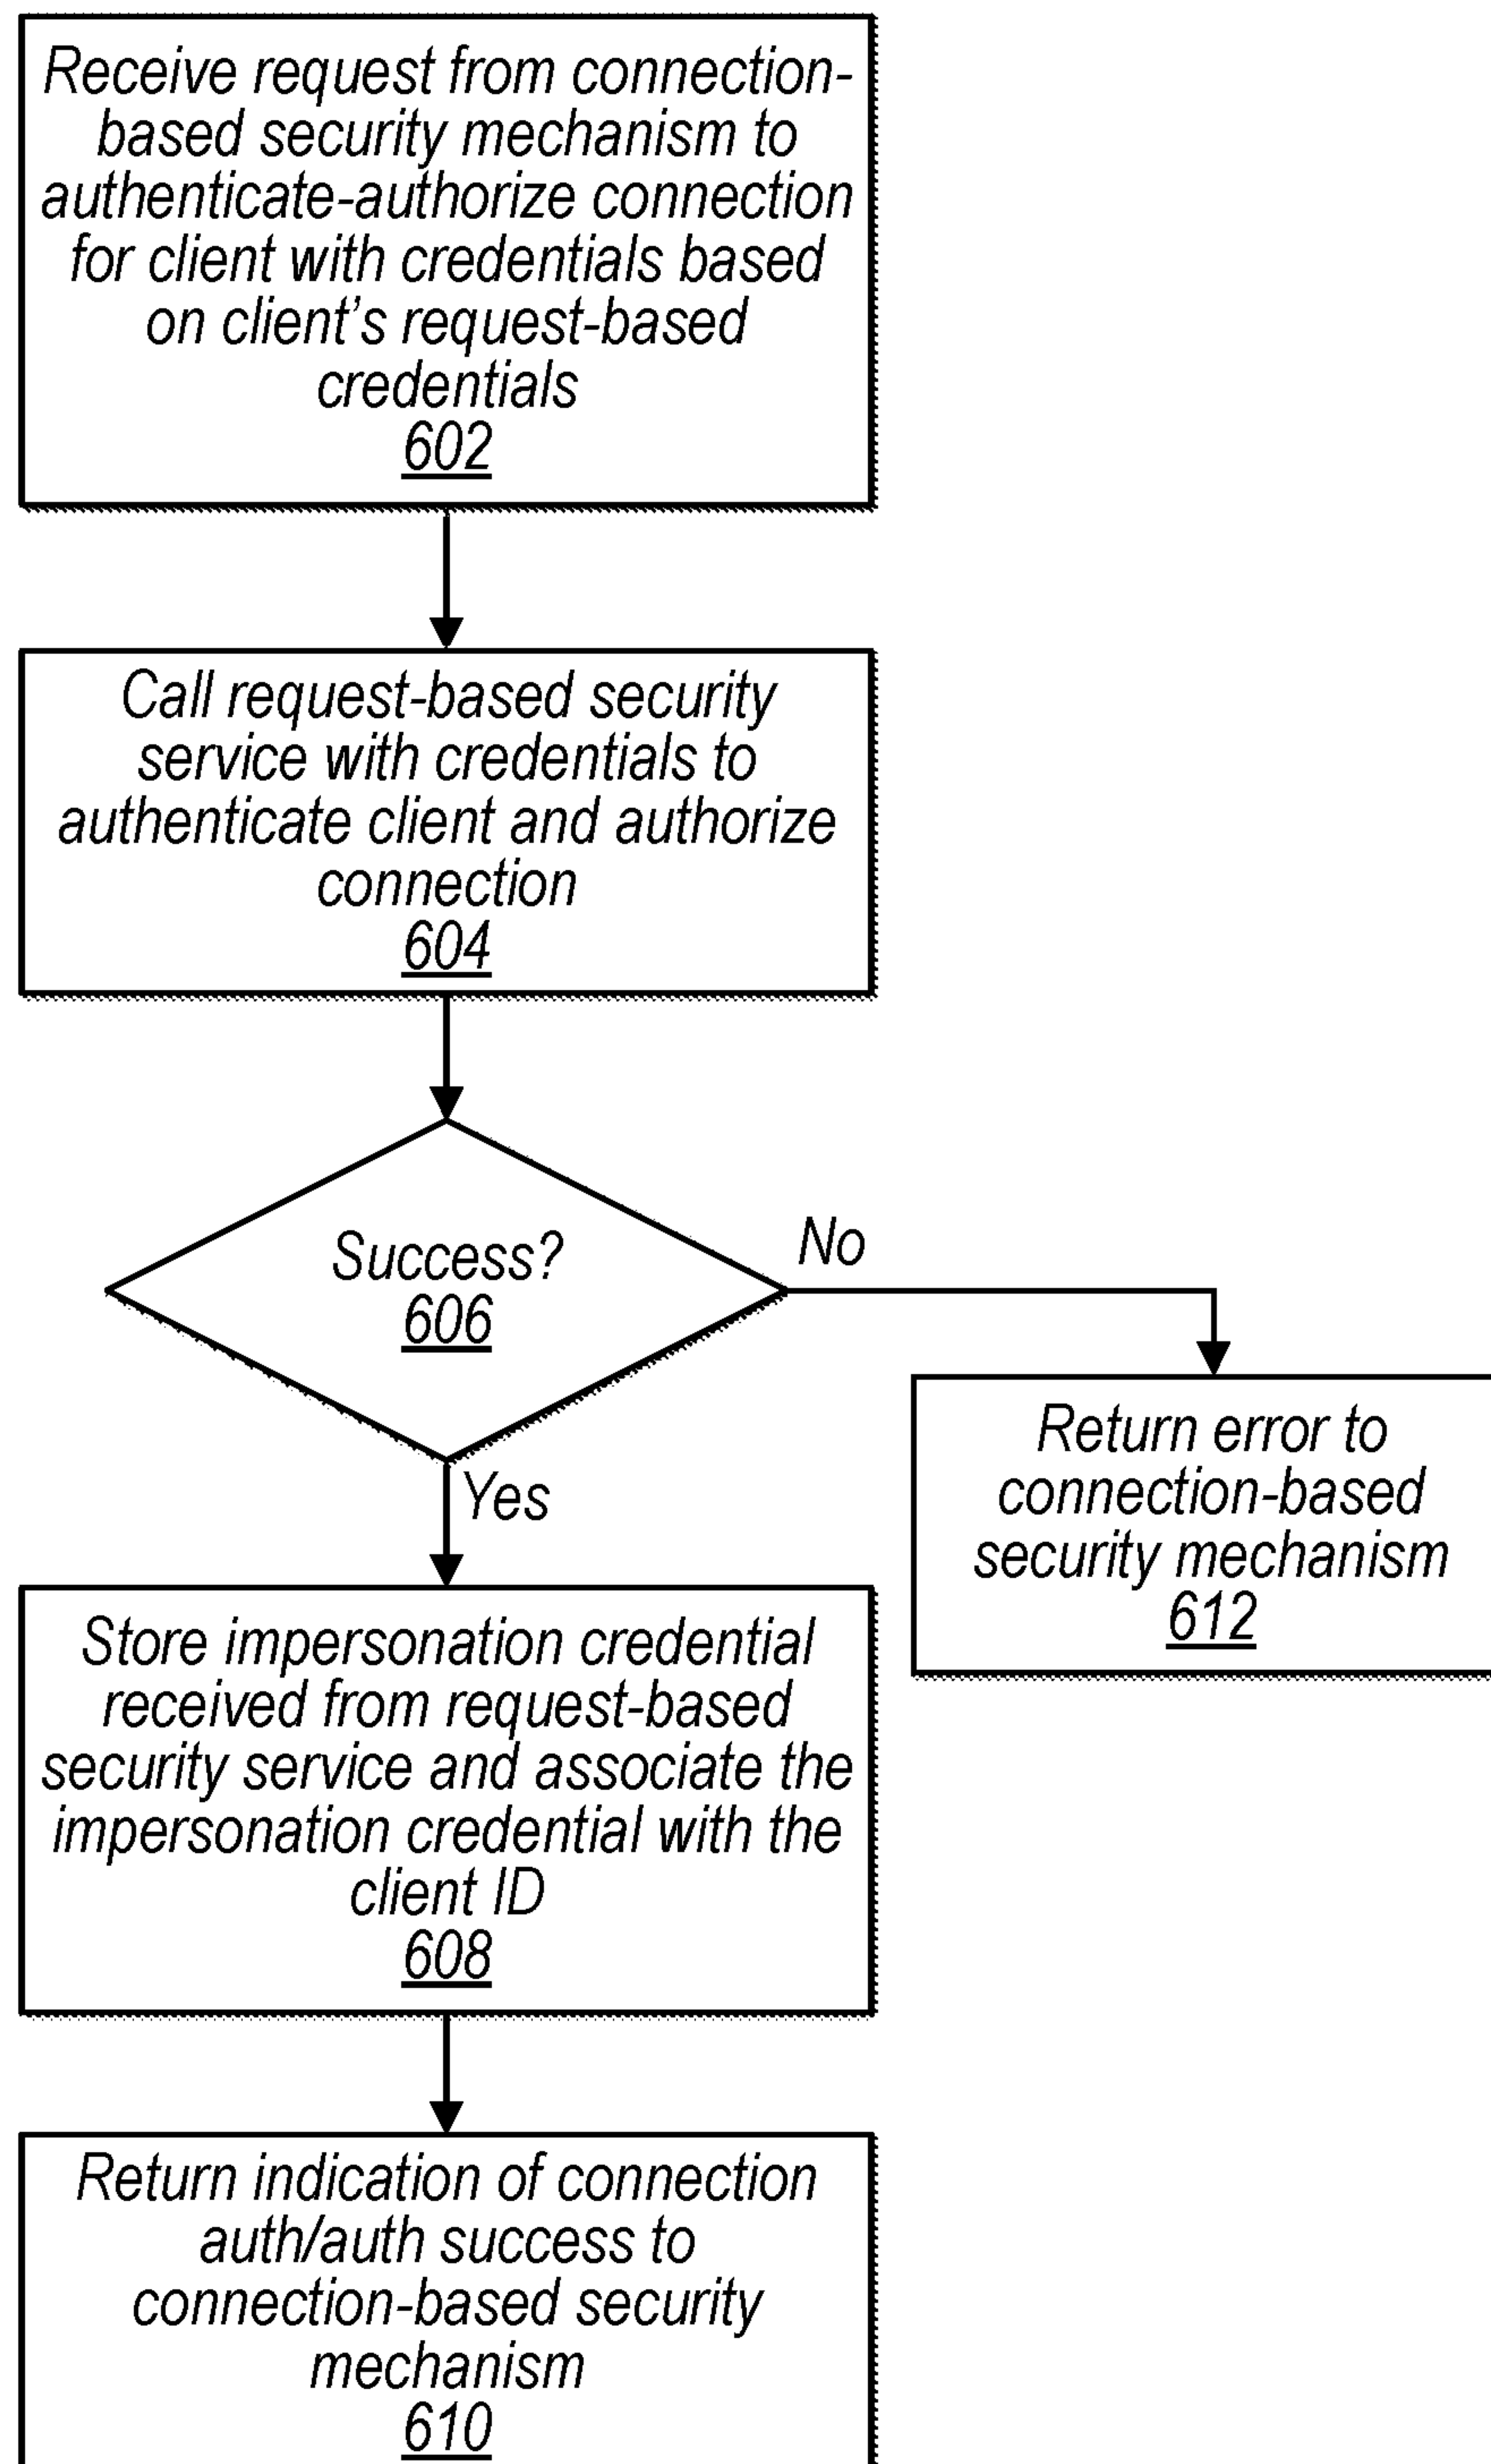 Receive request from connection-
based security mechanism to
authenticate-authorize connection
for client with credentials based
on client's request-based
credentials
602
Call request-based security
service with credentials to
authenticate client and authorize
connection
604
Success?
606
No
Yes
Return error to
connection-based
security mechanism
612
Store impersonation credential
received from request-based
security service and associate the
impersonation credential with the
client ID
608
Return indication of connection
auth/auth success to
connection-based security
mechanism
610